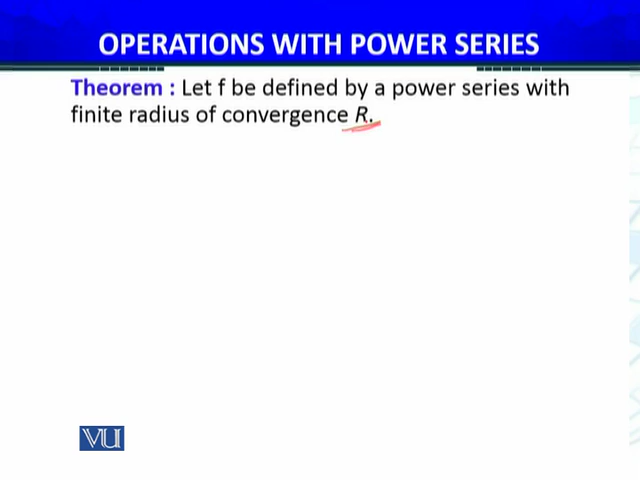 OPERATIONS WITH POWER SERIES
Theorem : Let f be defined by a power series with
finite radius of convergence R.
VU